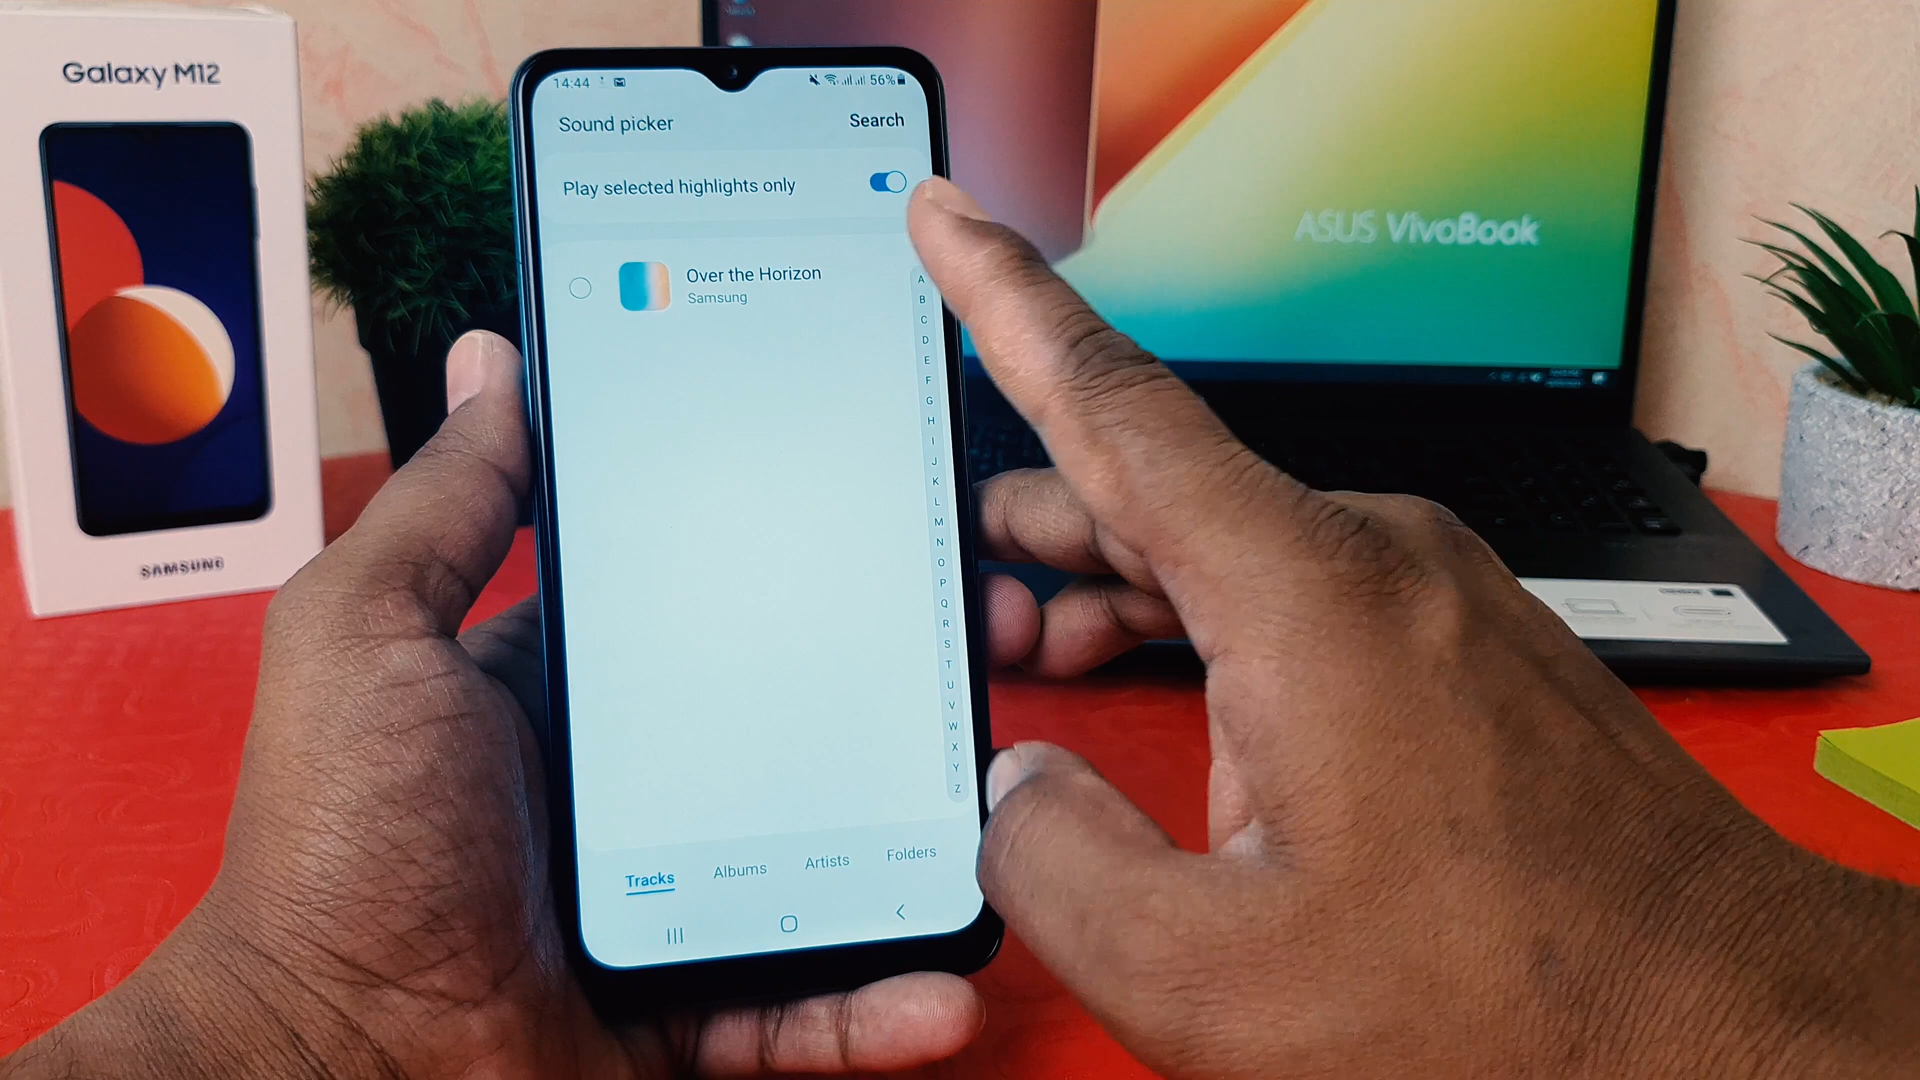 Galaxy M12
SAMSUNG
14:44 56%
Sound picker Search
Play selected highlights only
Over the Horizon
Samsung
A
B
C
D
E
F
G
H
I
J
K
L
M
N
O
P
Q
R
S
T
U
V
W
X
Y
Z
Tracks Albums Artists Folders
ASUS VivoBook